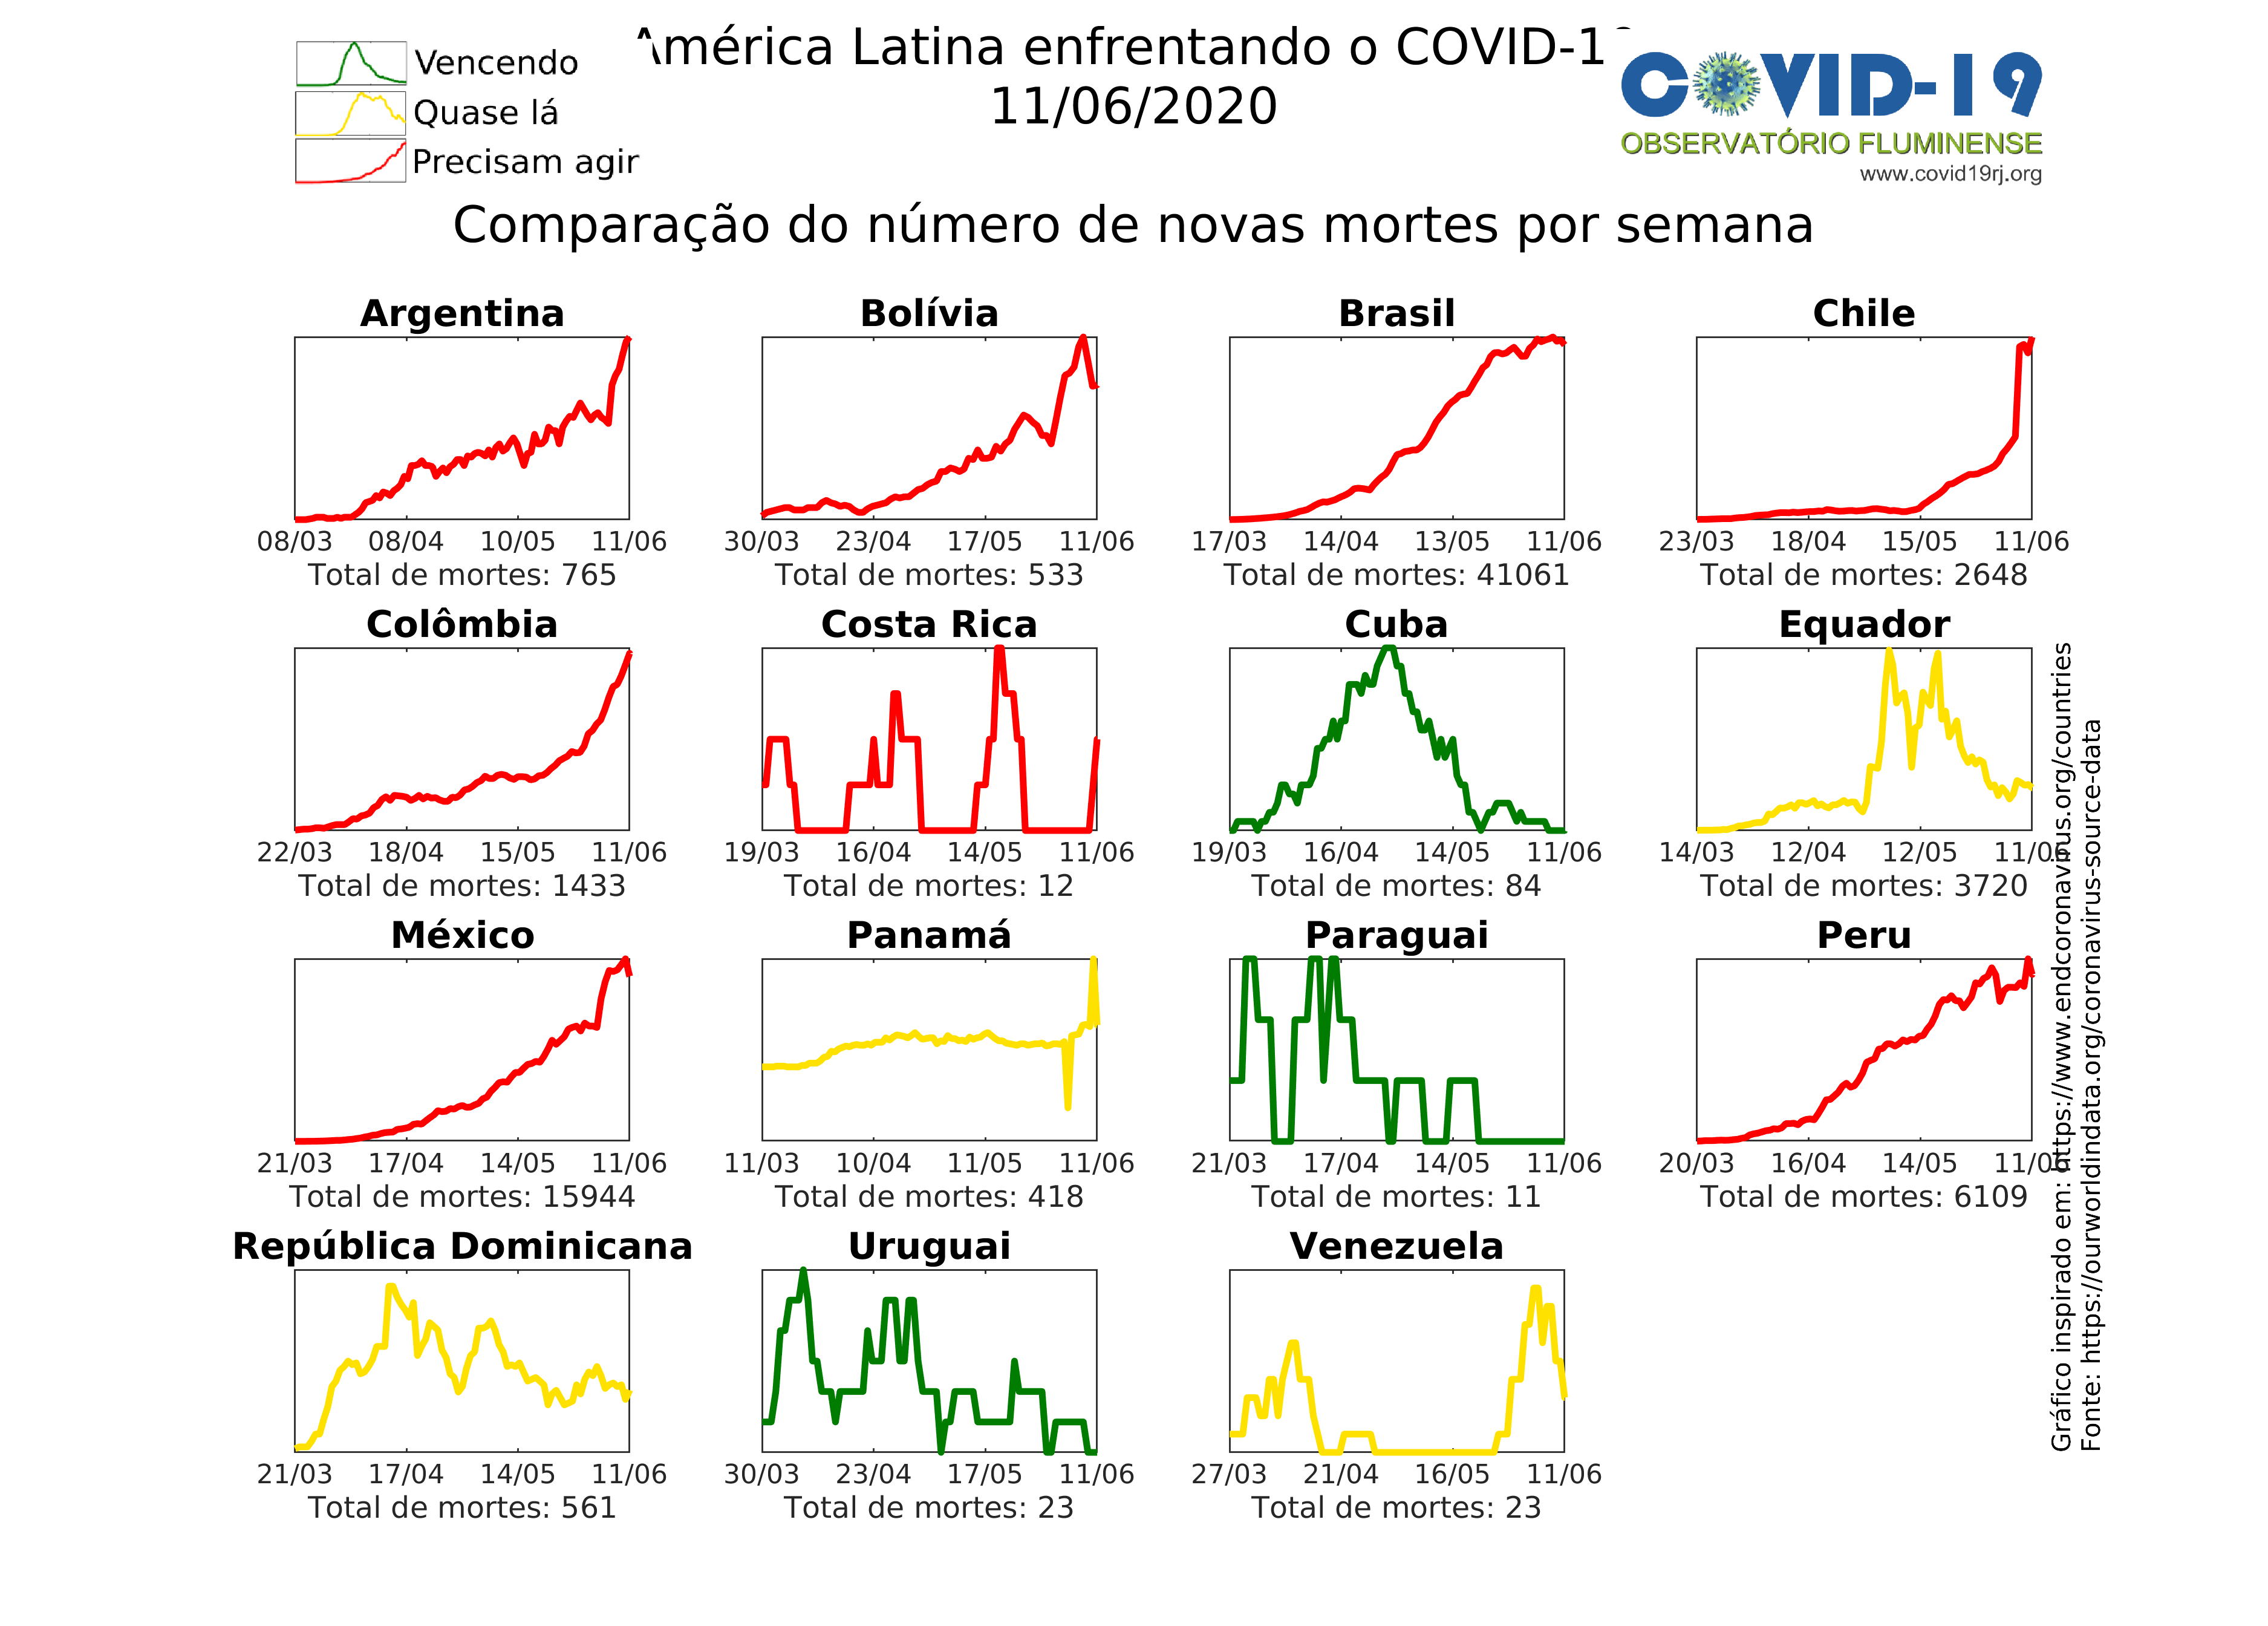 América Latina enfrentando o COVID-19
11/06/2020
Vencendo
Quase lá
Precisam agir
COVID-19
OBSERVATÓRIO FLUMINENSE
www.covid19rj.org
Comparação do número de novas mortes por semana
Argentina
08/03 08/04 10/05 11/06
Total de mortes: 765
Bolívia
30/03 23/04 17/05 11/06
Total de mortes: 533
Brasil
17/03 14/04 13/05 11/06
Total de mortes: 41061
Chile
23/03 18/04 15/05 11/06
Total de mortes: 2648
Colômbia
22/03 18/04 15/05 11/06
Total de mortes: 1433
Costa Rica
19/03 16/04 14/05 11/06
Total de mortes: 12
Cuba
19/03 16/04 14/05 11/06
Total de mortes: 84
Equador
14/03 12/04 12/05 11/06
Total de mortes: 3720
México
21/03 17/04 14/05 11/06
Total de mortes: 15944
Panamá
11/03 10/04 11/05 11/06
Total de mortes: 418
Paraguai
21/03 17/04 14/05 11/06
Total de mortes: 11
Peru
20/03 16/04 14/05 11/06
Total de mortes: 6109
República Dominicana
21/03 17/04 14/05 11/06
Total de mortes: 561
Uruguai
30/03 23/04 17/05 11/06
Total de mortes: 23
Venezuela
27/03 21/04 16/05 11/06
Total de mortes: 23
Gráfico inspirado em: https://www.endcoronavirus.org/countries
Fonte: https://ourworldindata.org/coronavirus-source-data